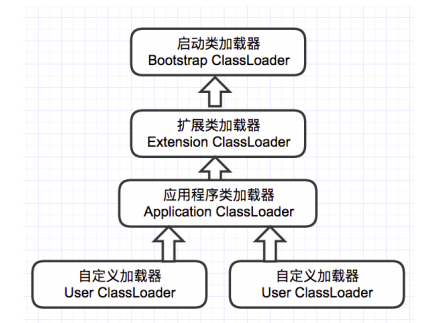 启动类加载器
Bootstrap ClassLoader
扩展类加载器
Extension ClassLoader
应用程序类加载器
Application ClassLoader
自定义加载器
User ClassLoader
自定义加载器
User ClassLoader